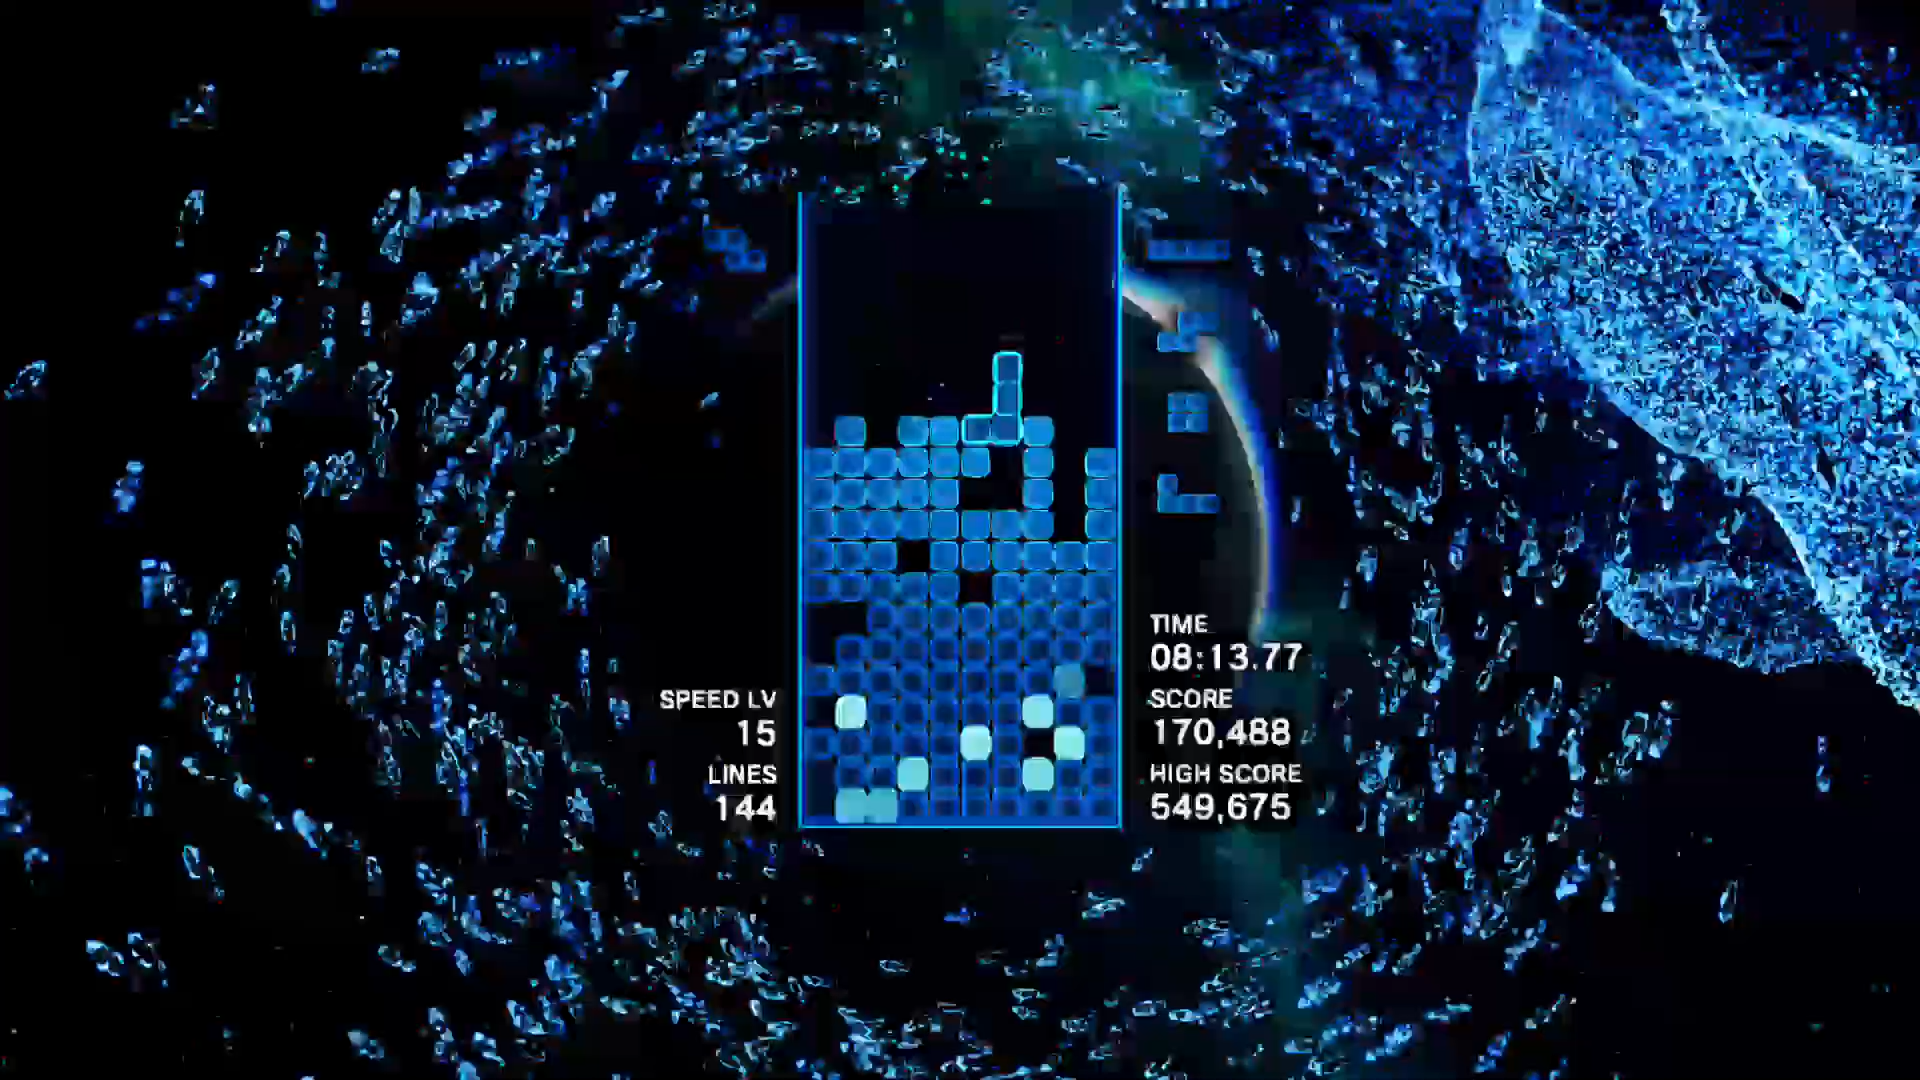 SPEED LV
15
LINES
144
TIME
08:13.77
SCORE
170,488
HIGH SCORE
549,675